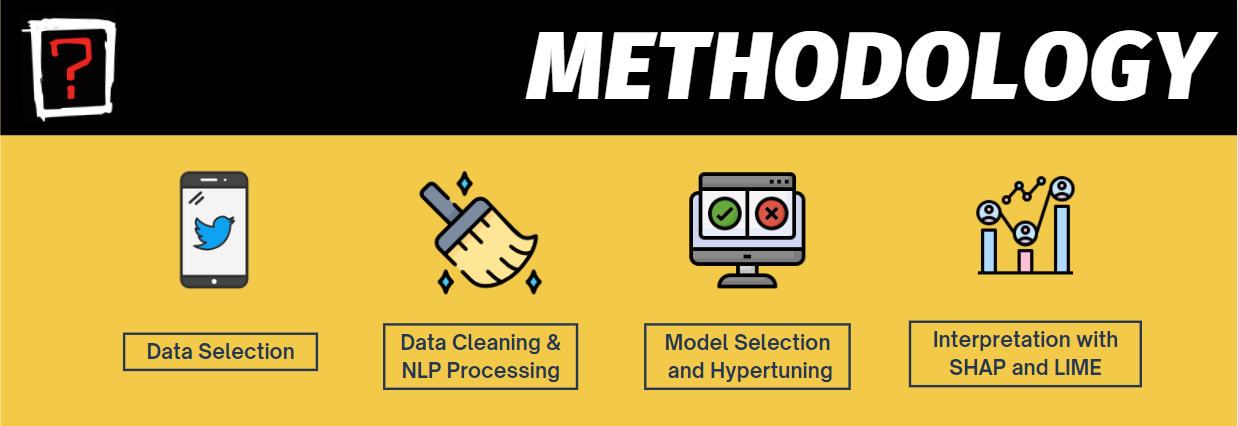 ?
METHODOLOGY
Data Selection
Data Cleaning &
NLP Processing
Model Selection
and Hypertuning
Interpretation with
SHAP and LIME